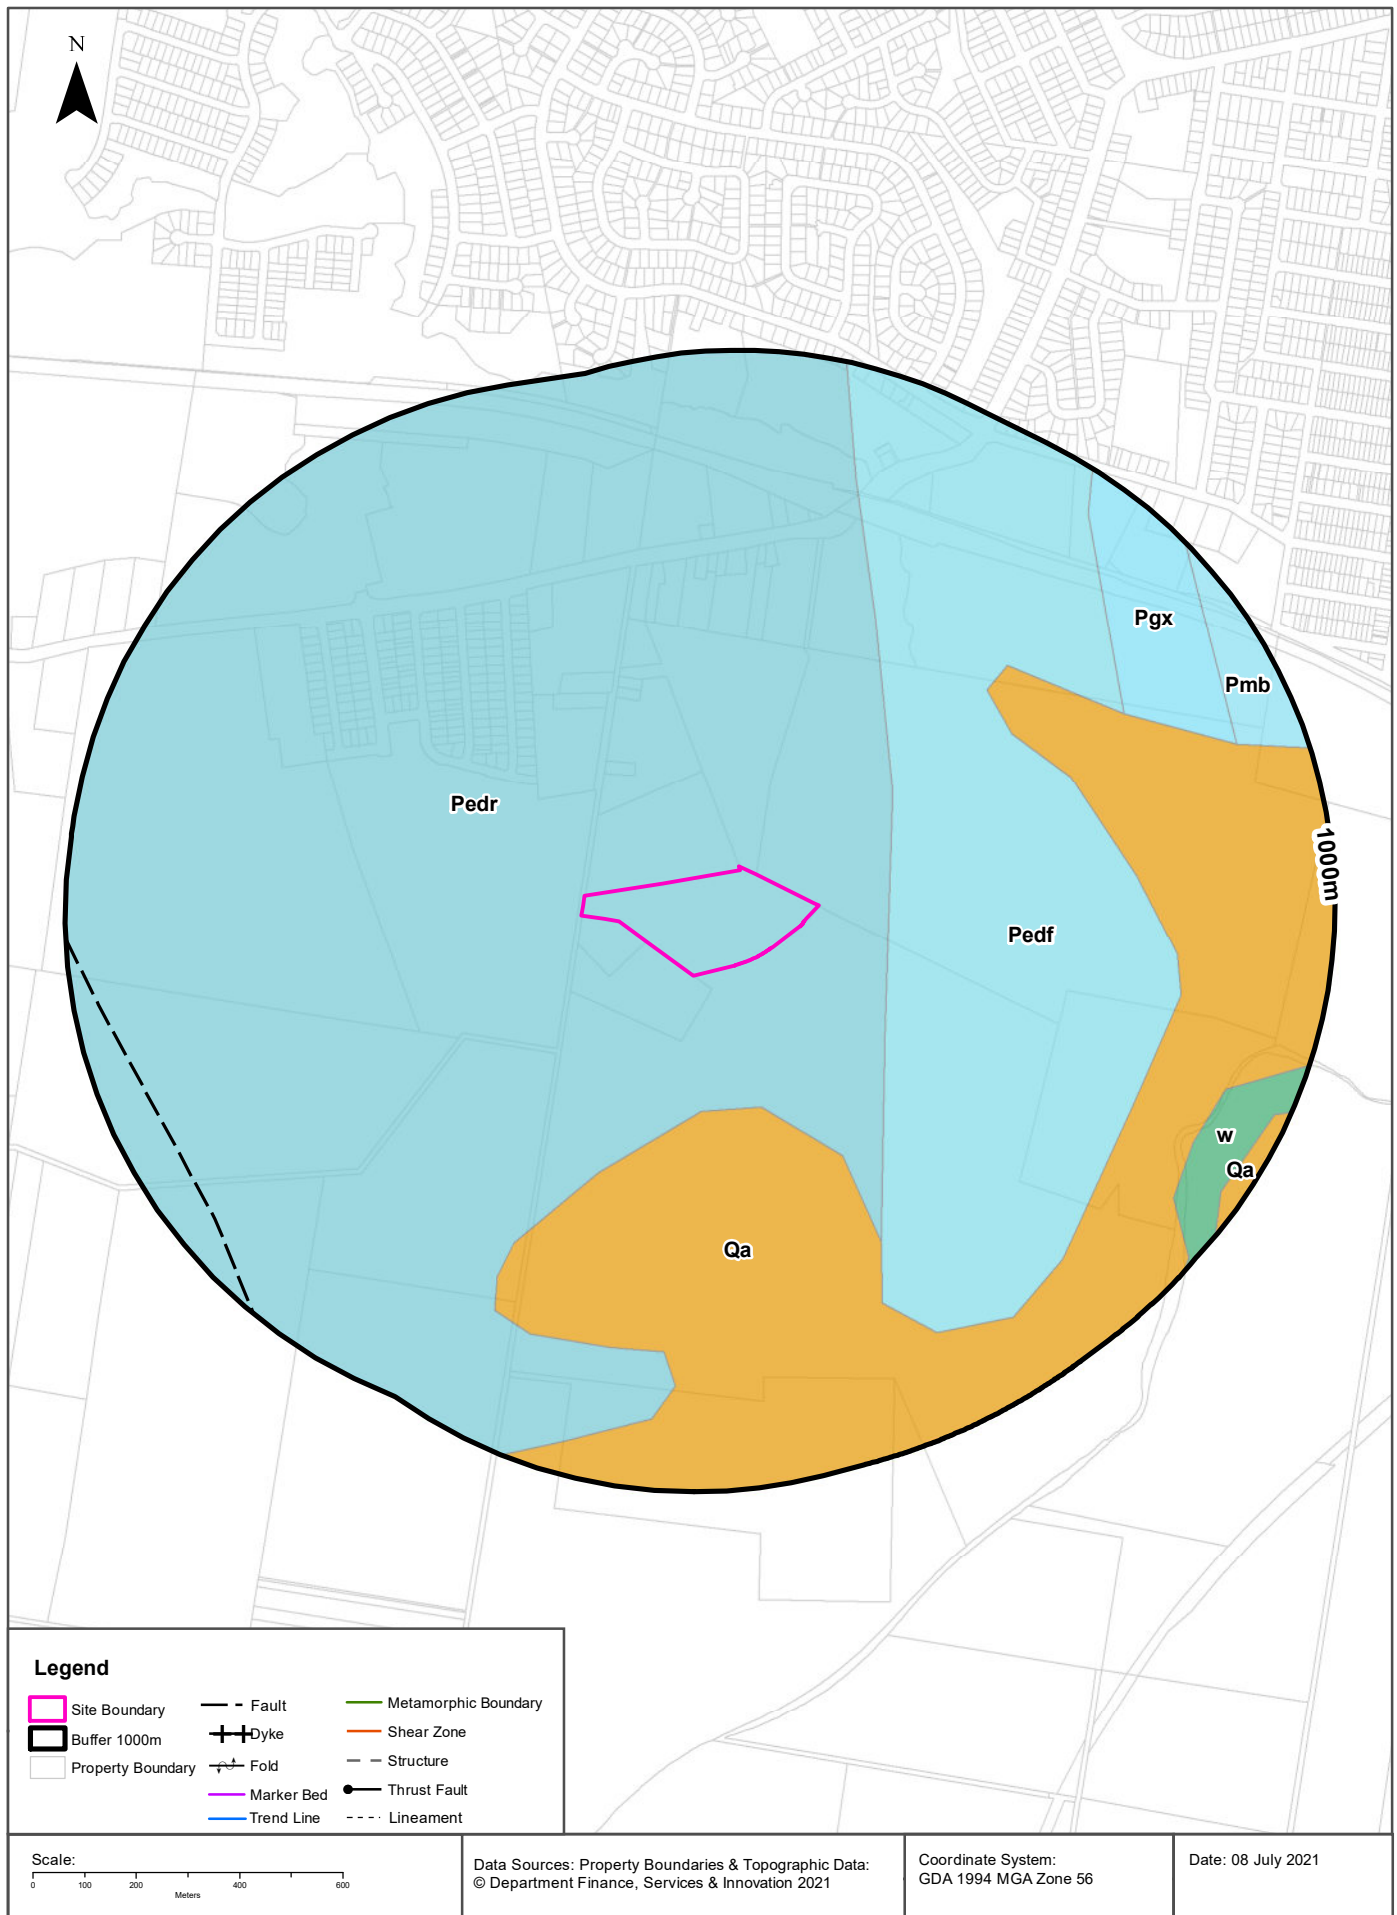 N
Pgx
Pmb
Pedr
1000m
Pedf
w
Qa
Qa
Legend
Site Boundary
Buffer 1000m
Property Boundary
Fault
Dyke
Fold
Marker Bed
Trend Line
Metamorphic Boundary
Shear Zone
Structure
Thrust Fault
Lineament
Scale:
0 100 200 400 600
Meters
Data Sources: Property Boundaries & Topographic Data:
© Department Finance, Services & Innovation 2021
Coordinate System:
GDA 1994 MGA Zone 56
Date: 08 July 2021